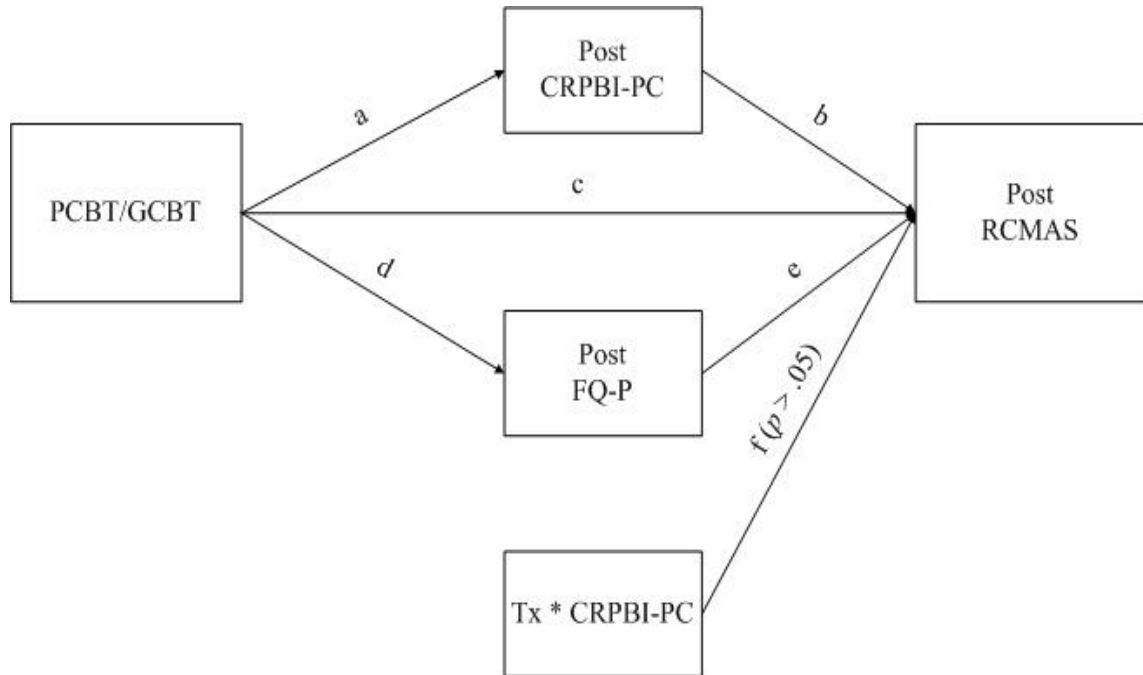 Post
CRPBI-PC
a
b
PCBT/GCBT
c
Post
RCMAS
d
e
Post
FQ-P
f (p > .05)
Tx * CRPBI-PC